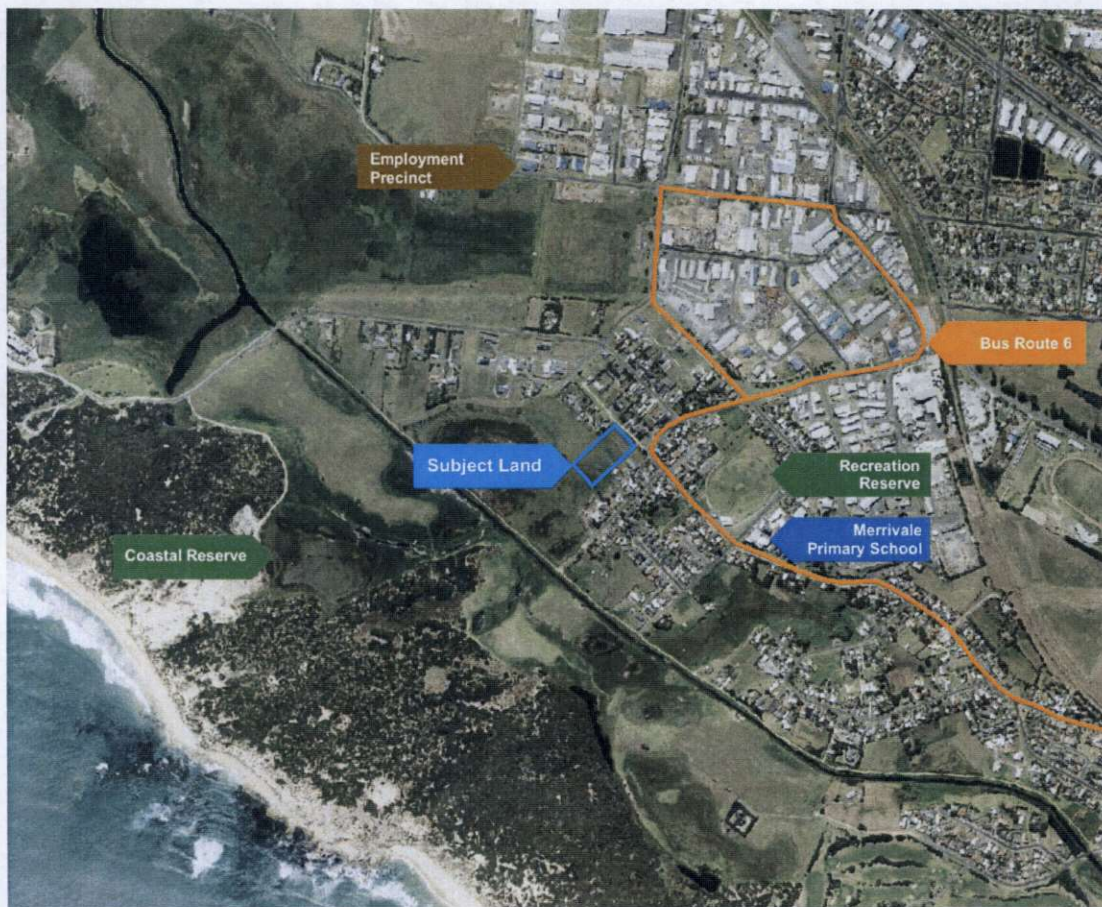 Employment
Precinct
Bus Route 6
Subject Land
Recreation
Reserve
Merrivale
Primary School
Coastal Reserve